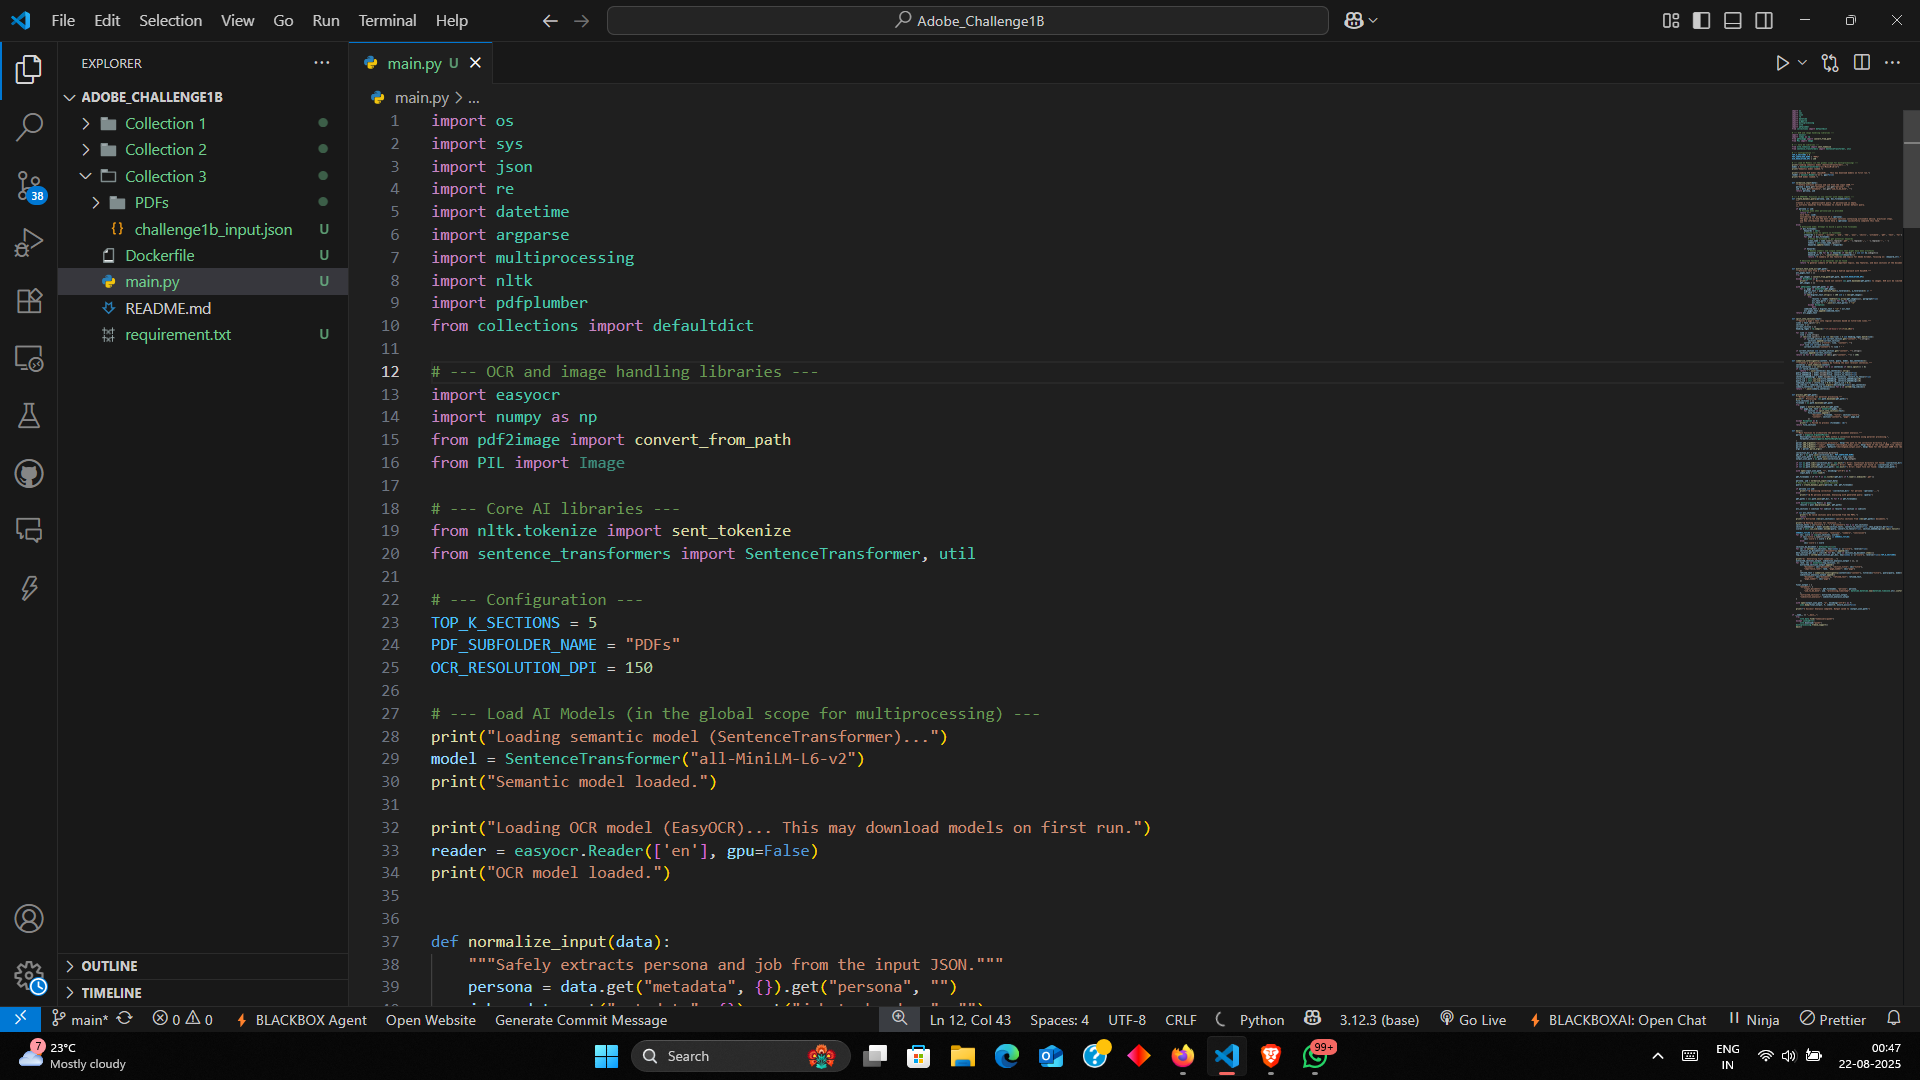 File Edit Selection View Go Run Terminal Help
Adobe_Challenge1B
EXPLORER
ADOBE_CHALLENGE1B
Collection 1
Collection 2
Collection 3
PDFs
{} challenge1b_input.json U
Dockerfile U
main.py U
README.md
requirement.txt U
OUTLINE
TIMELINE
38
main.py U
main.py > ...
1 import os
2 import sys
3 import json
4 import re
5 import datetime
6 import argparse
7 import multiprocessing
8 import nltk
9 import pdfplumber
10 from collections import defaultdict
11
12 # --- OCR and image handling libraries ---
13 import easyocr
14 import numpy as np
15 from pdf2image import convert_from_path
16 from PIL import Image
17
18 # --- Core AI libraries ---
19 from nltk.tokenize import sent_tokenize
20 from sentence_transformers import SentenceTransformer, util
21
22 # --- Configuration ---
23 TOP_K_SECTIONS = 5
24 PDF_SUBFOLDER_NAME = "PDFs"
25 OCR_RESOLUTION_DPI = 150
26
27 # --- Load AI Models (in the global scope for multiprocessing) ---
28 print("Loading semantic model (SentenceTransformer)...")
29 model = SentenceTransformer("all-MiniLM-L6-v2")
30 print("Semantic model loaded.")
31
32 print("Loading OCR model (EasyOCR)... This may download models on first run.")
33 reader = easyocr.Reader(['en'], gpu=False)
34 print("OCR model loaded.")
35
36
37 def normalize_input(data):
38 """Safely extracts persona and job from the input JSON."""
39 persona = data.get("metadata", {}).get("persona", "")
main* 0 0 BLACKBOX Agent Open Website Generate Commit Message Ln 12, Col 43 Spaces: 4 UTF-8 CRLF Python 3.12.3 (base) Go Live BLACKBOXAI: Open Chat Ninja Prettier
7 23°C
Mostly cloudy
Search
99+
ENG
IN
00:47
22-08-2025